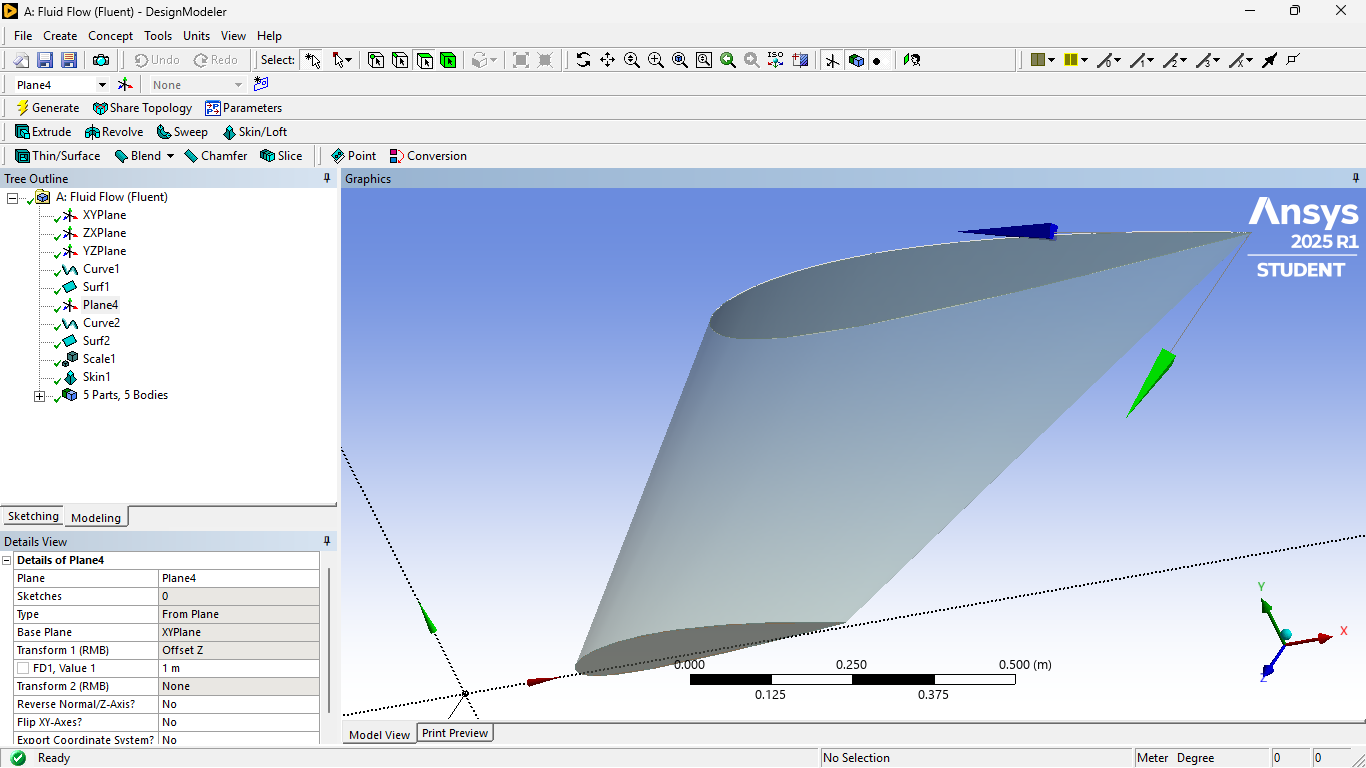 A: Fluid Flow (Fluent) - DesignModeler
File Create Concept Tools Units View Help
Undo Redo Select: ISO
Plane4 None
Generate Share Topology Parameters
Extrude Revolve Sweep Skin/Loft
Thin/Surface Blend Chamfer Slice Point Conversion
Tree Outline
A: Fluid Flow (Fluent)
XYPlane
ZXPlane
YZPlane
Curve1
Surf1
Plane4
Curve2
Surf2
Scale1
Skin1
5 Parts, 5 Bodies
Sketching Modeling
Details View
Details of Plane4
Plane Plane4
Sketches 0
Type From Plane
Base Plane XYPlane
Transform 1 (RMB) Offset Z
FD1, Value 1 1 m
Transform 2 (RMB) None
Reverse Normal/Z-Axis? No
Flip XY-Axes? No
Export Coordinate System? No
Graphics
Ansys
2025 R1
STUDENT
Y
X
Z
0.000 0.250 0.500 (m)
0.125 0.375
Model View Print Preview
Ready No Selection Meter Degree 0 0